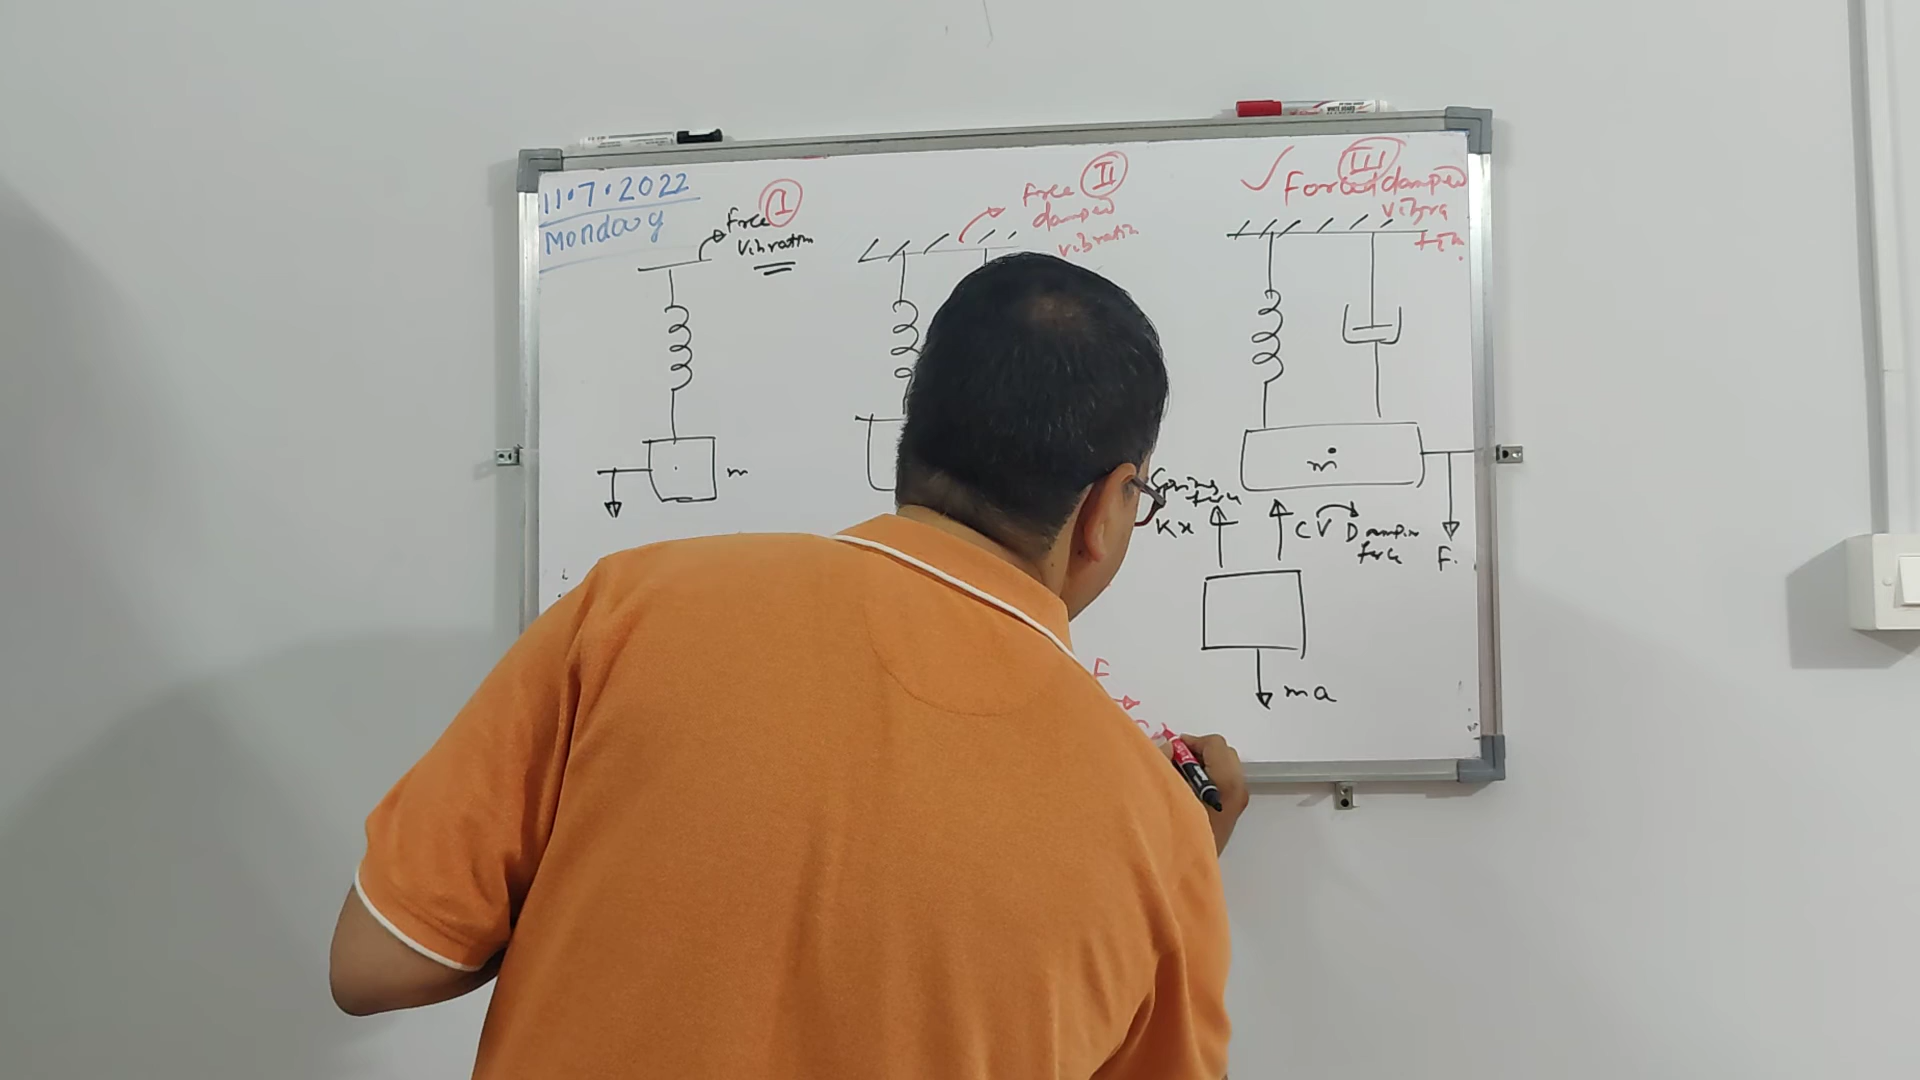 11.7.2022
Monday
Free I
Vibration
m
Free II
damped
vibration
III
Forced damped
vibra
tion.
m
Spring
force
Kx
CV Damping
force
F.
ma
F